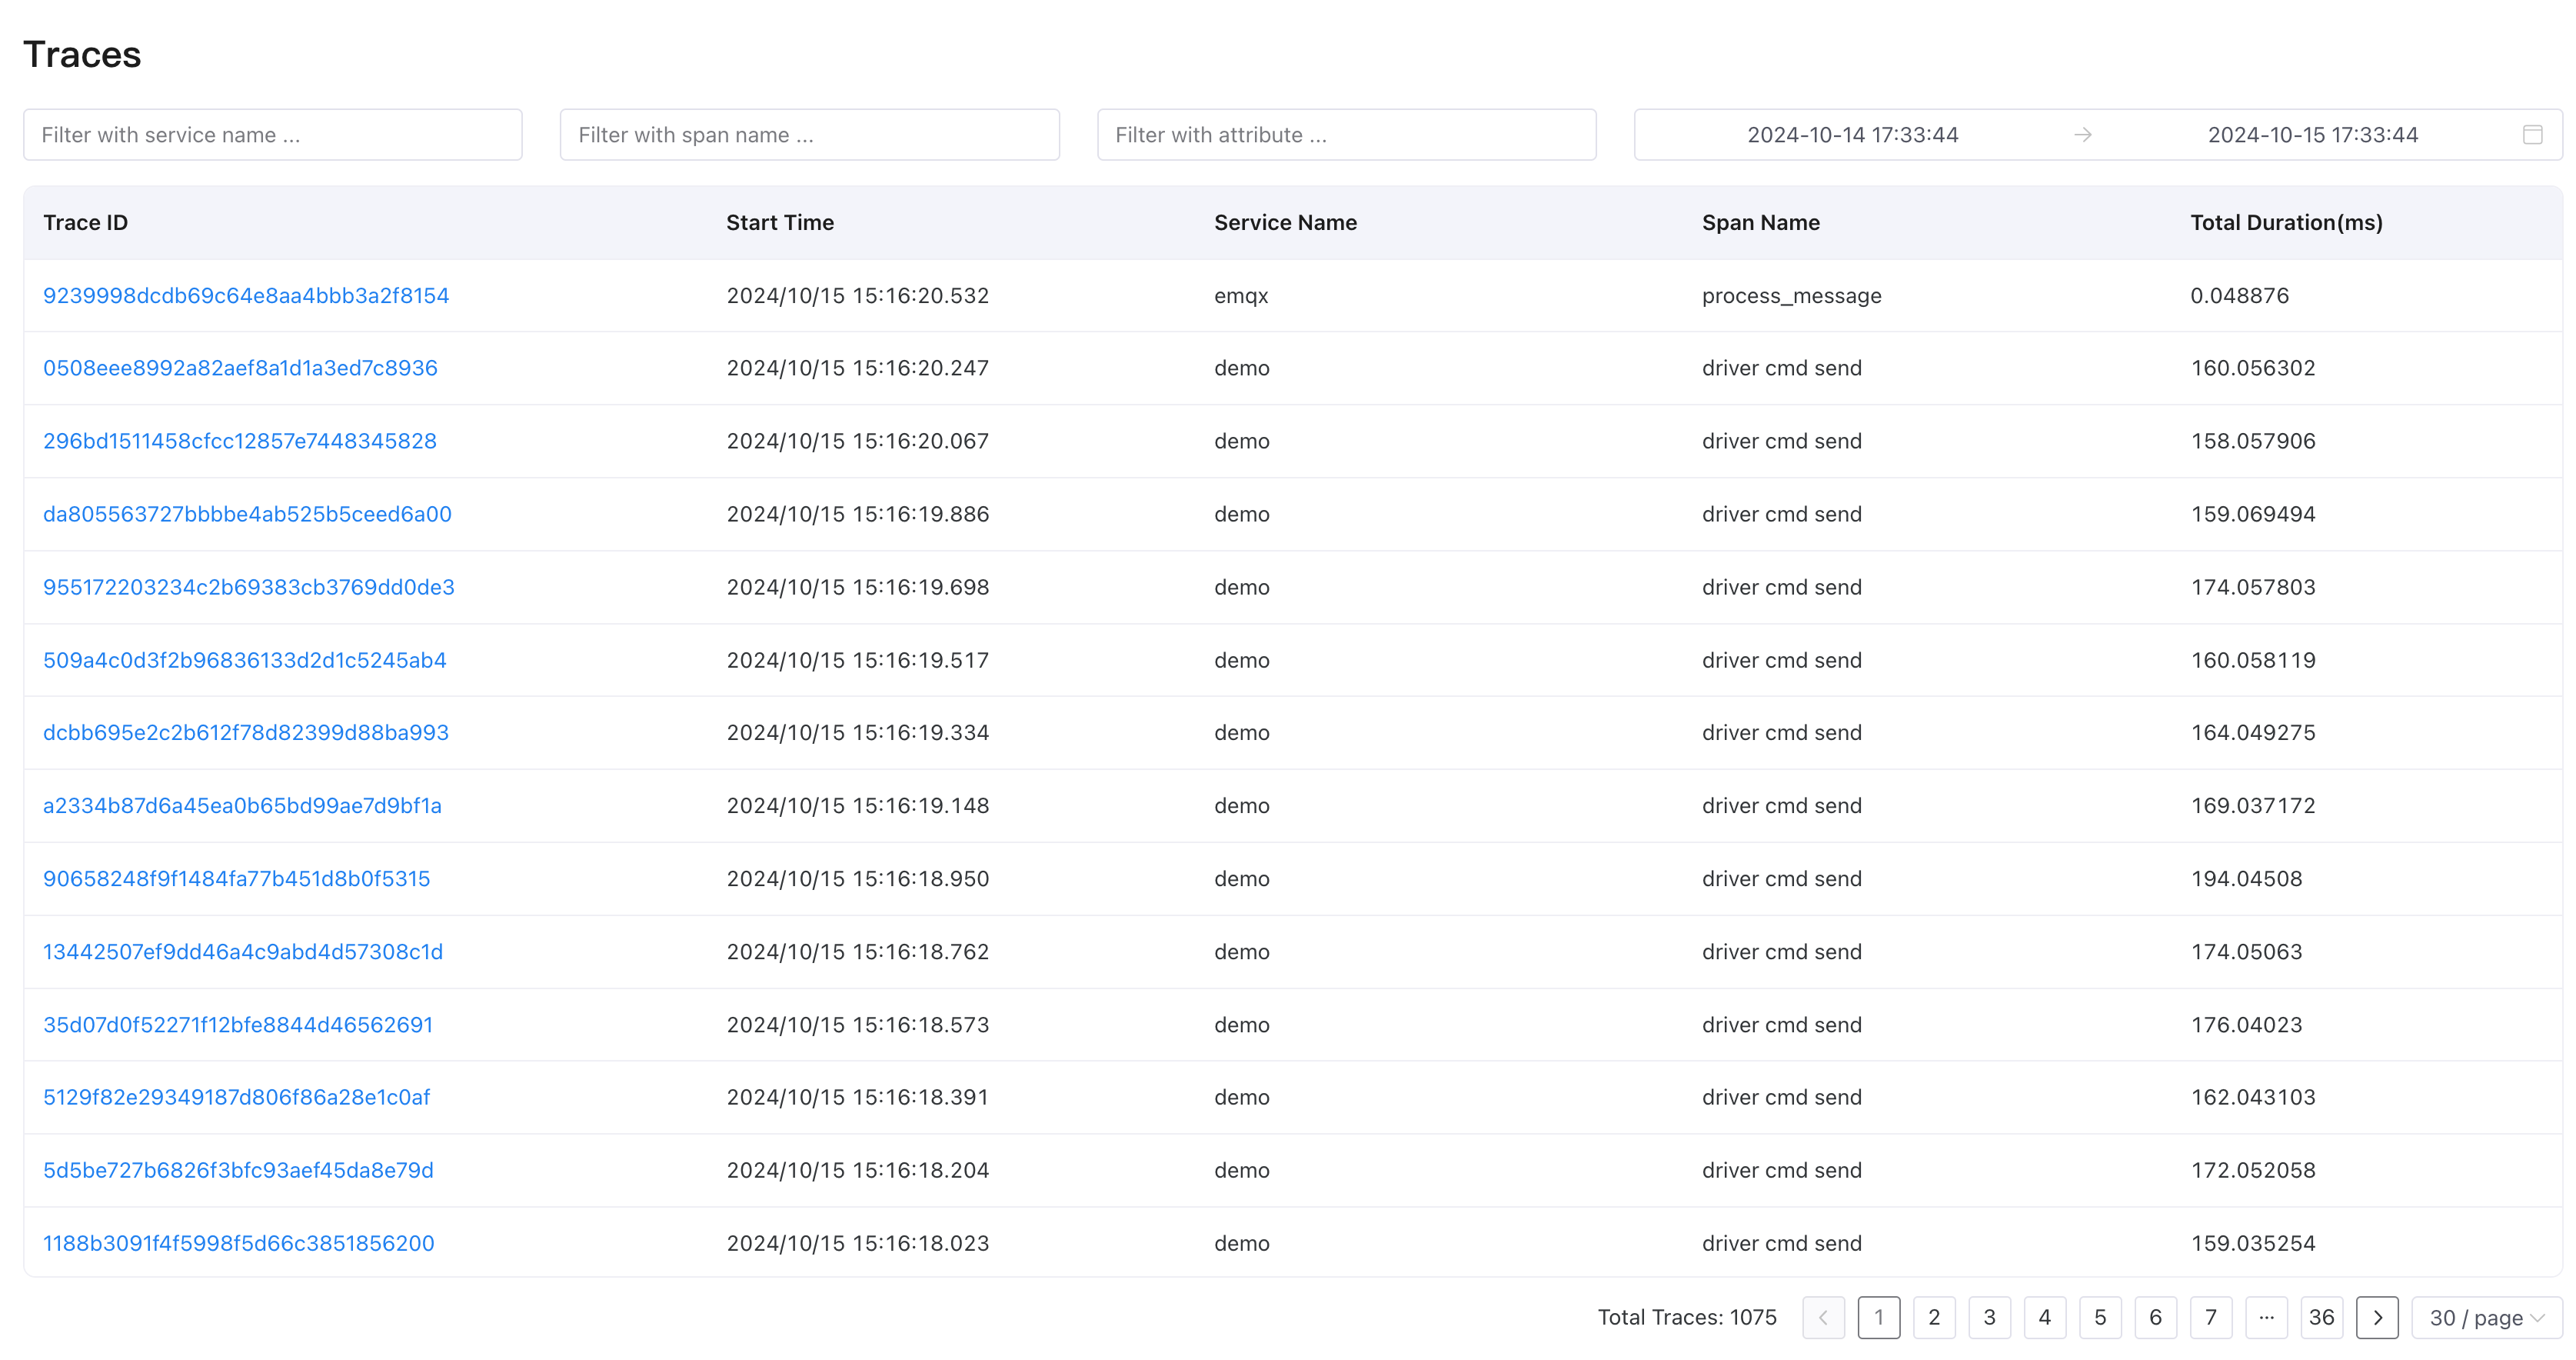 Traces
Filter with service name ... Filter with span name ... Filter with attribute ... 2024-10-14 17:33:44 → 2024-10-15 17:33:44
Trace ID Start Time Service Name Span Name Total Duration(ms)
9239998dcdb69c64e8aa4bbb3a2f8154 2024/10/15 15:16:20.532 emqx process_message 0.048876
0508eee8992a82aef8a1d1a3ed7c8936 2024/10/15 15:16:20.247 demo driver cmd send 160.056302
296bd1511458cfcc12857e7448345828 2024/10/15 15:16:20.067 demo driver cmd send 158.057906
da805563727bbbbe4ab525b5ceed6a00 2024/10/15 15:16:19.886 demo driver cmd send 159.069494
955172203234c2b69383cb3769dd0de3 2024/10/15 15:16:19.698 demo driver cmd send 174.057803
509a4c0d3f2b96836133d2d1c5245ab4 2024/10/15 15:16:19.517 demo driver cmd send 160.058119
dcbb695e2c2b612f78d82399d88ba993 2024/10/15 15:16:19.334 demo driver cmd send 164.049275
a2334b87d6a45ea0b65bd99ae7d9bf1a 2024/10/15 15:16:19.148 demo driver cmd send 169.037172
90658248f9f1484fa77b451d8b0f5315 2024/10/15 15:16:18.950 demo driver cmd send 194.04508
13442507ef9dd46a4c9abd4d57308c1d 2024/10/15 15:16:18.762 demo driver cmd send 174.05063
35d07d0f52271f12bfe8844d46562691 2024/10/15 15:16:18.573 demo driver cmd send 176.04023
5129f82e29349187d806f86a28e1c0af 2024/10/15 15:16:18.391 demo driver cmd send 162.043103
5d5be727b6826f3bfc93aef45da8e79d 2024/10/15 15:16:18.204 demo driver cmd send 172.052058
1188b3091f4f5998f5d66c3851856200 2024/10/15 15:16:18.023 demo driver cmd send 159.035254
Total Traces: 1075 1 2 3 4 5 6 7 ... 36 30 / page